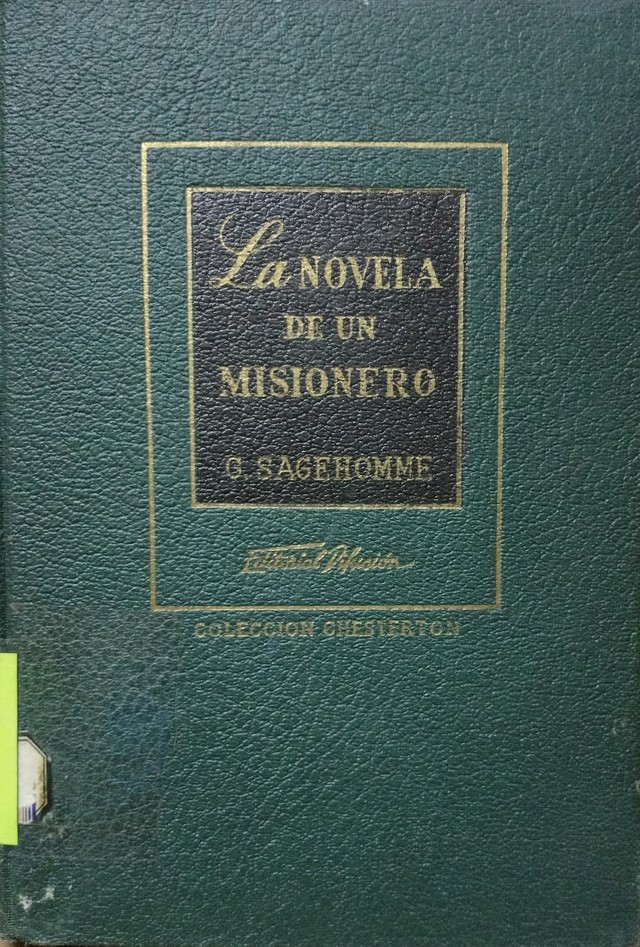 La NOVELA
DE UN
MISIONERO
G. SAGEHOMME
Editorial Difusión
COLECCION CHESTERTON